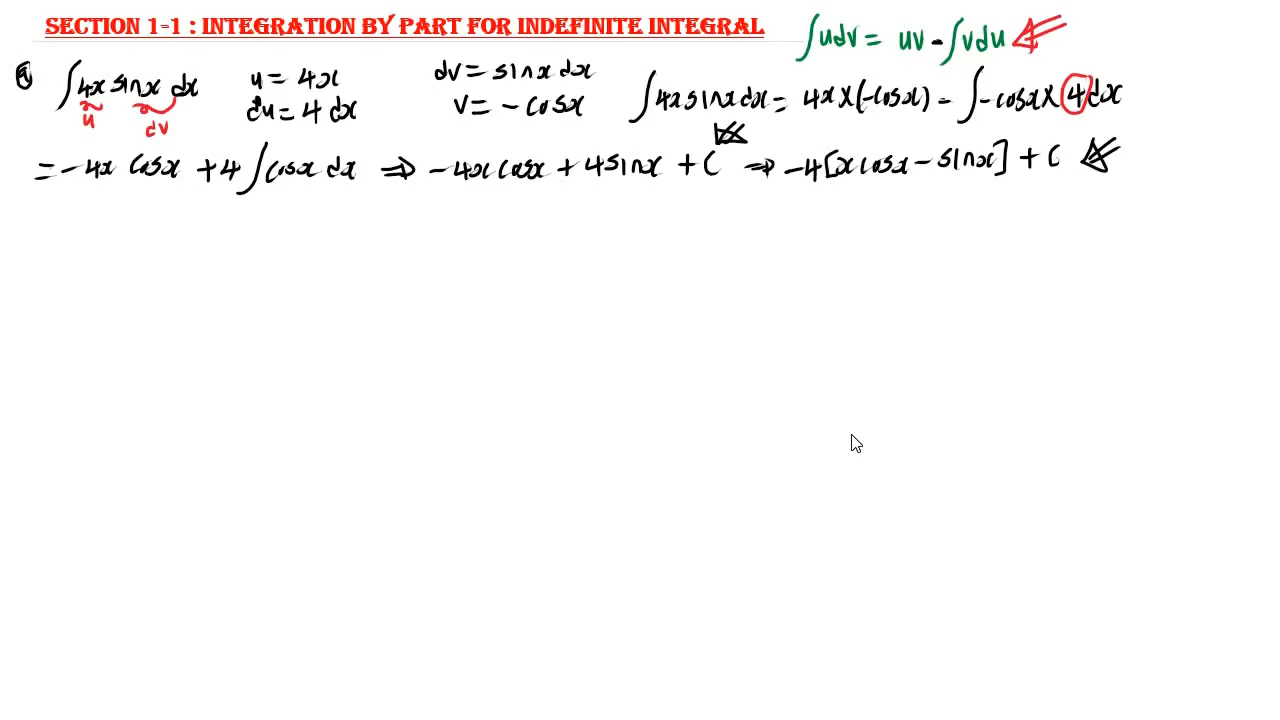 SECTION 1-1 : INTEGRATION BY PART FOR INDEFINITE INTEGRAL
∫udv = uv - ∫vdu
∫4x sinx dx
u
dv
u = 4x
du = 4 dx
dv = sinx dx
v = - cosx
∫4x sinx dx = 4x × (-cosx) - ∫-cosx × 4 dx
= -4x cosx + 4∫cosx dx ⇒ -4x cosx + 4sinx + C ⇒ -4[x cosx - sinx] + C